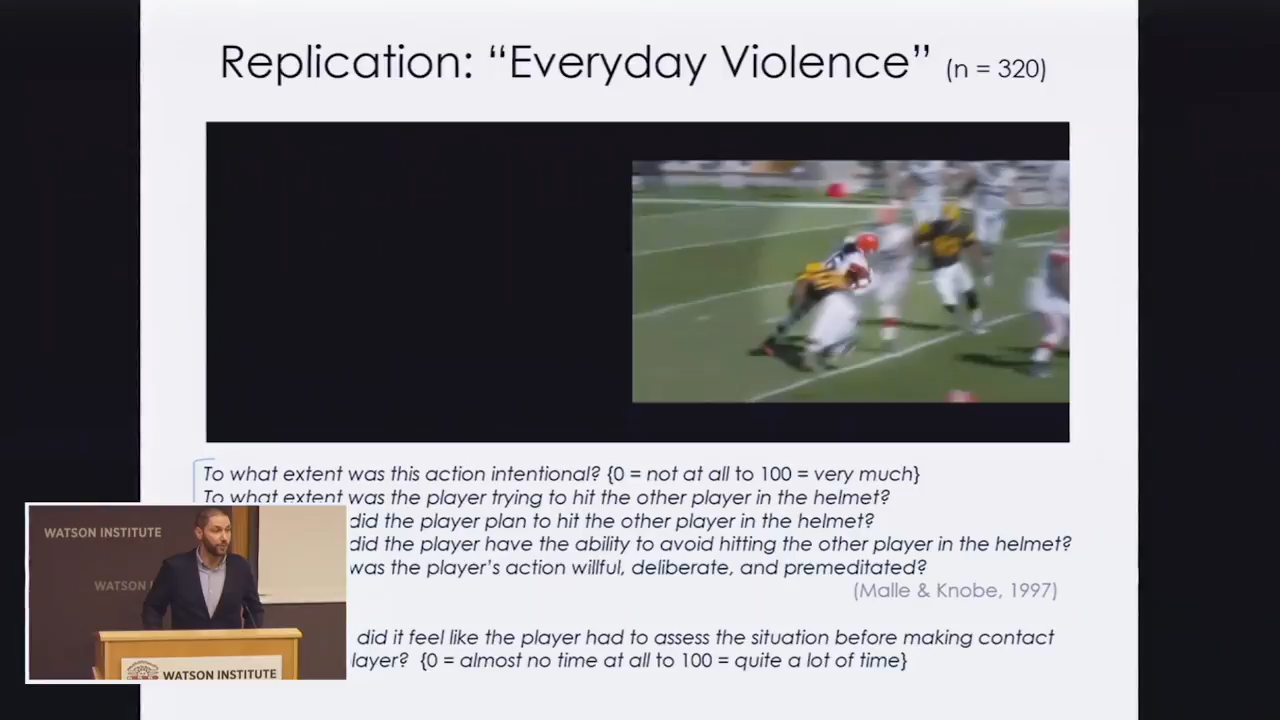 Replication: “Everyday Violence” (n = 320)
To what extent was this action intentional? {0 = not at all to 100 = very much}
To what extent was the player trying to hit the other player in the helmet?
did the player plan to hit the other player in the helmet?
did the player have the ability to avoid hitting the other player in the helmet?
was the player’s action willful, deliberate, and premeditated?
(Malle & Knobe, 1997)
did it feel like the player had to assess the situation before making contact
layer? {0 = almost no time at all to 100 = quite a lot of time}
WATSON INSTITUTE
WATSON I
WATSON INSTITUTE